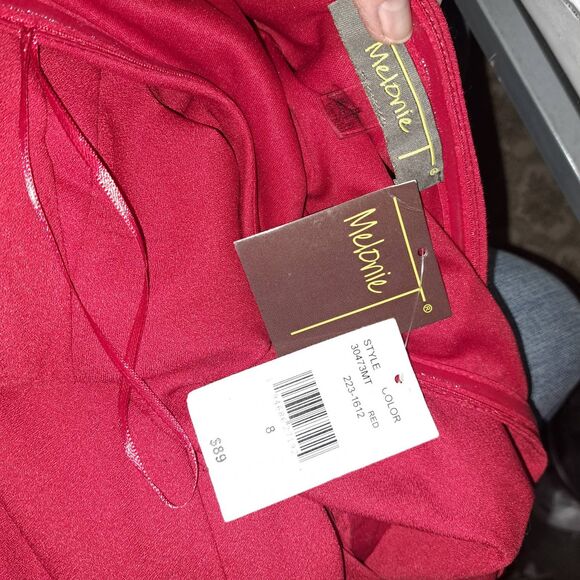 Melonie T®
Melonie T®
STYLE
30473MT
COLOR
RED
223-1612
8
$89